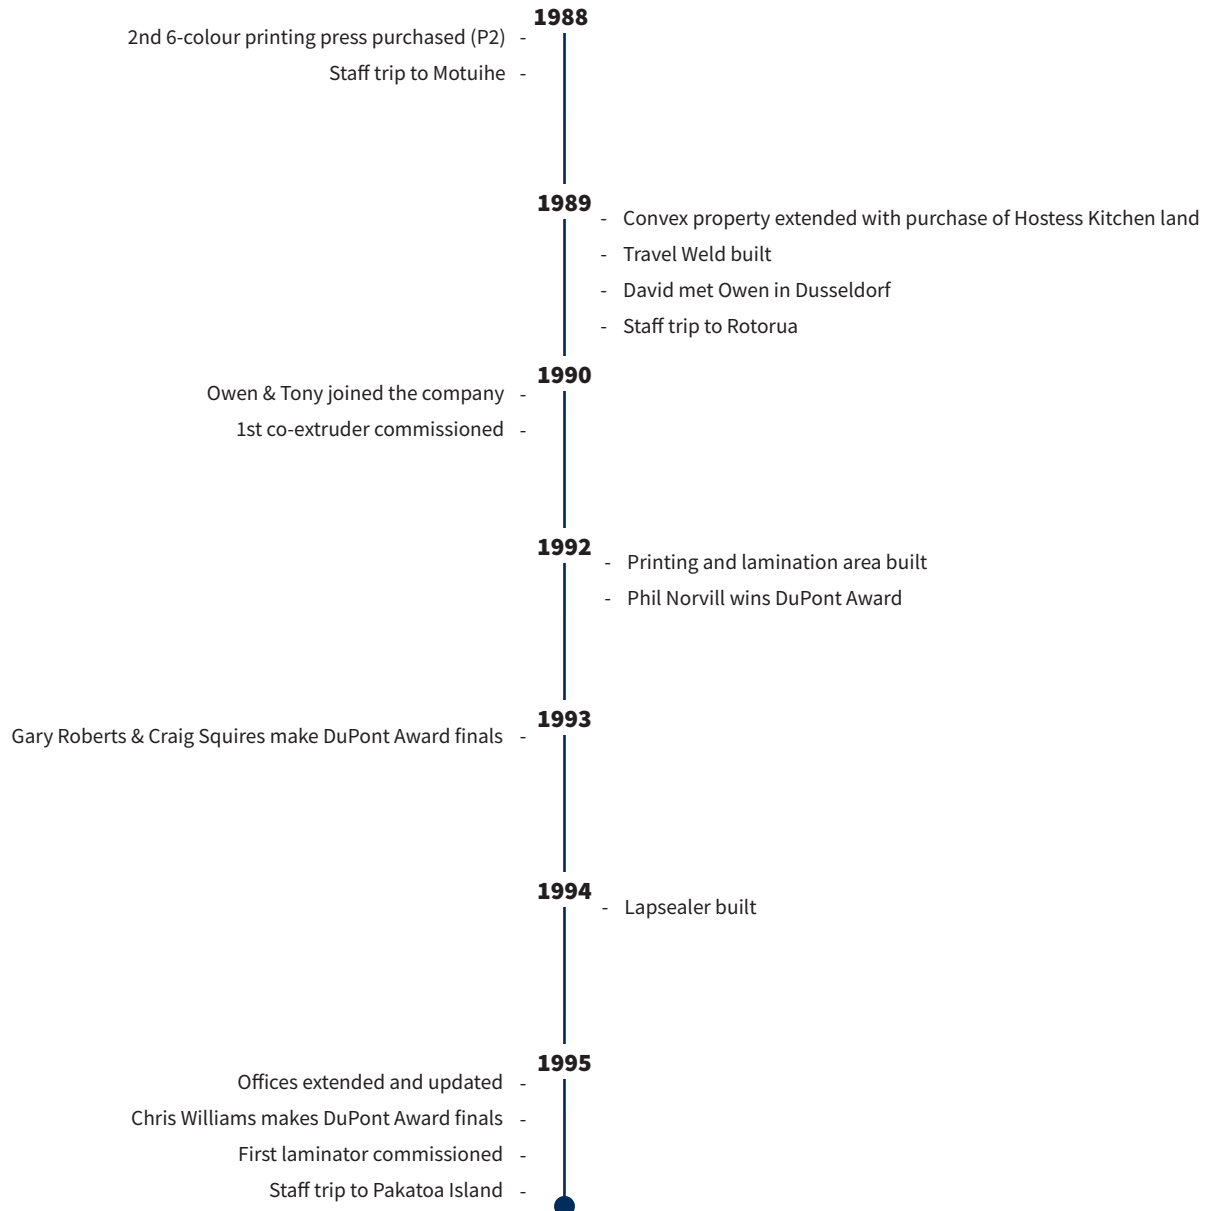 1988
2nd 6-colour printing press purchased (P2) -
Staff trip to Motuihe -
1989
- Convex property extended with purchase of Hostess Kitchen land
- Travel Weld built
- David met Owen in Dusseldorf
- Staff trip to Rotorua
1990
Owen & Tony joined the company -
1st co-extruder commissioned -
1992
- Printing and lamination area built
- Phil Norvill wins DuPont Award
1993
Gary Roberts & Craig Squires make DuPont Award finals -
1994
- Lapsealer built
1995
Offices extended and updated -
Chris Williams makes DuPont Award finals -
First laminator commissioned -
Staff trip to Pakatoa Island -